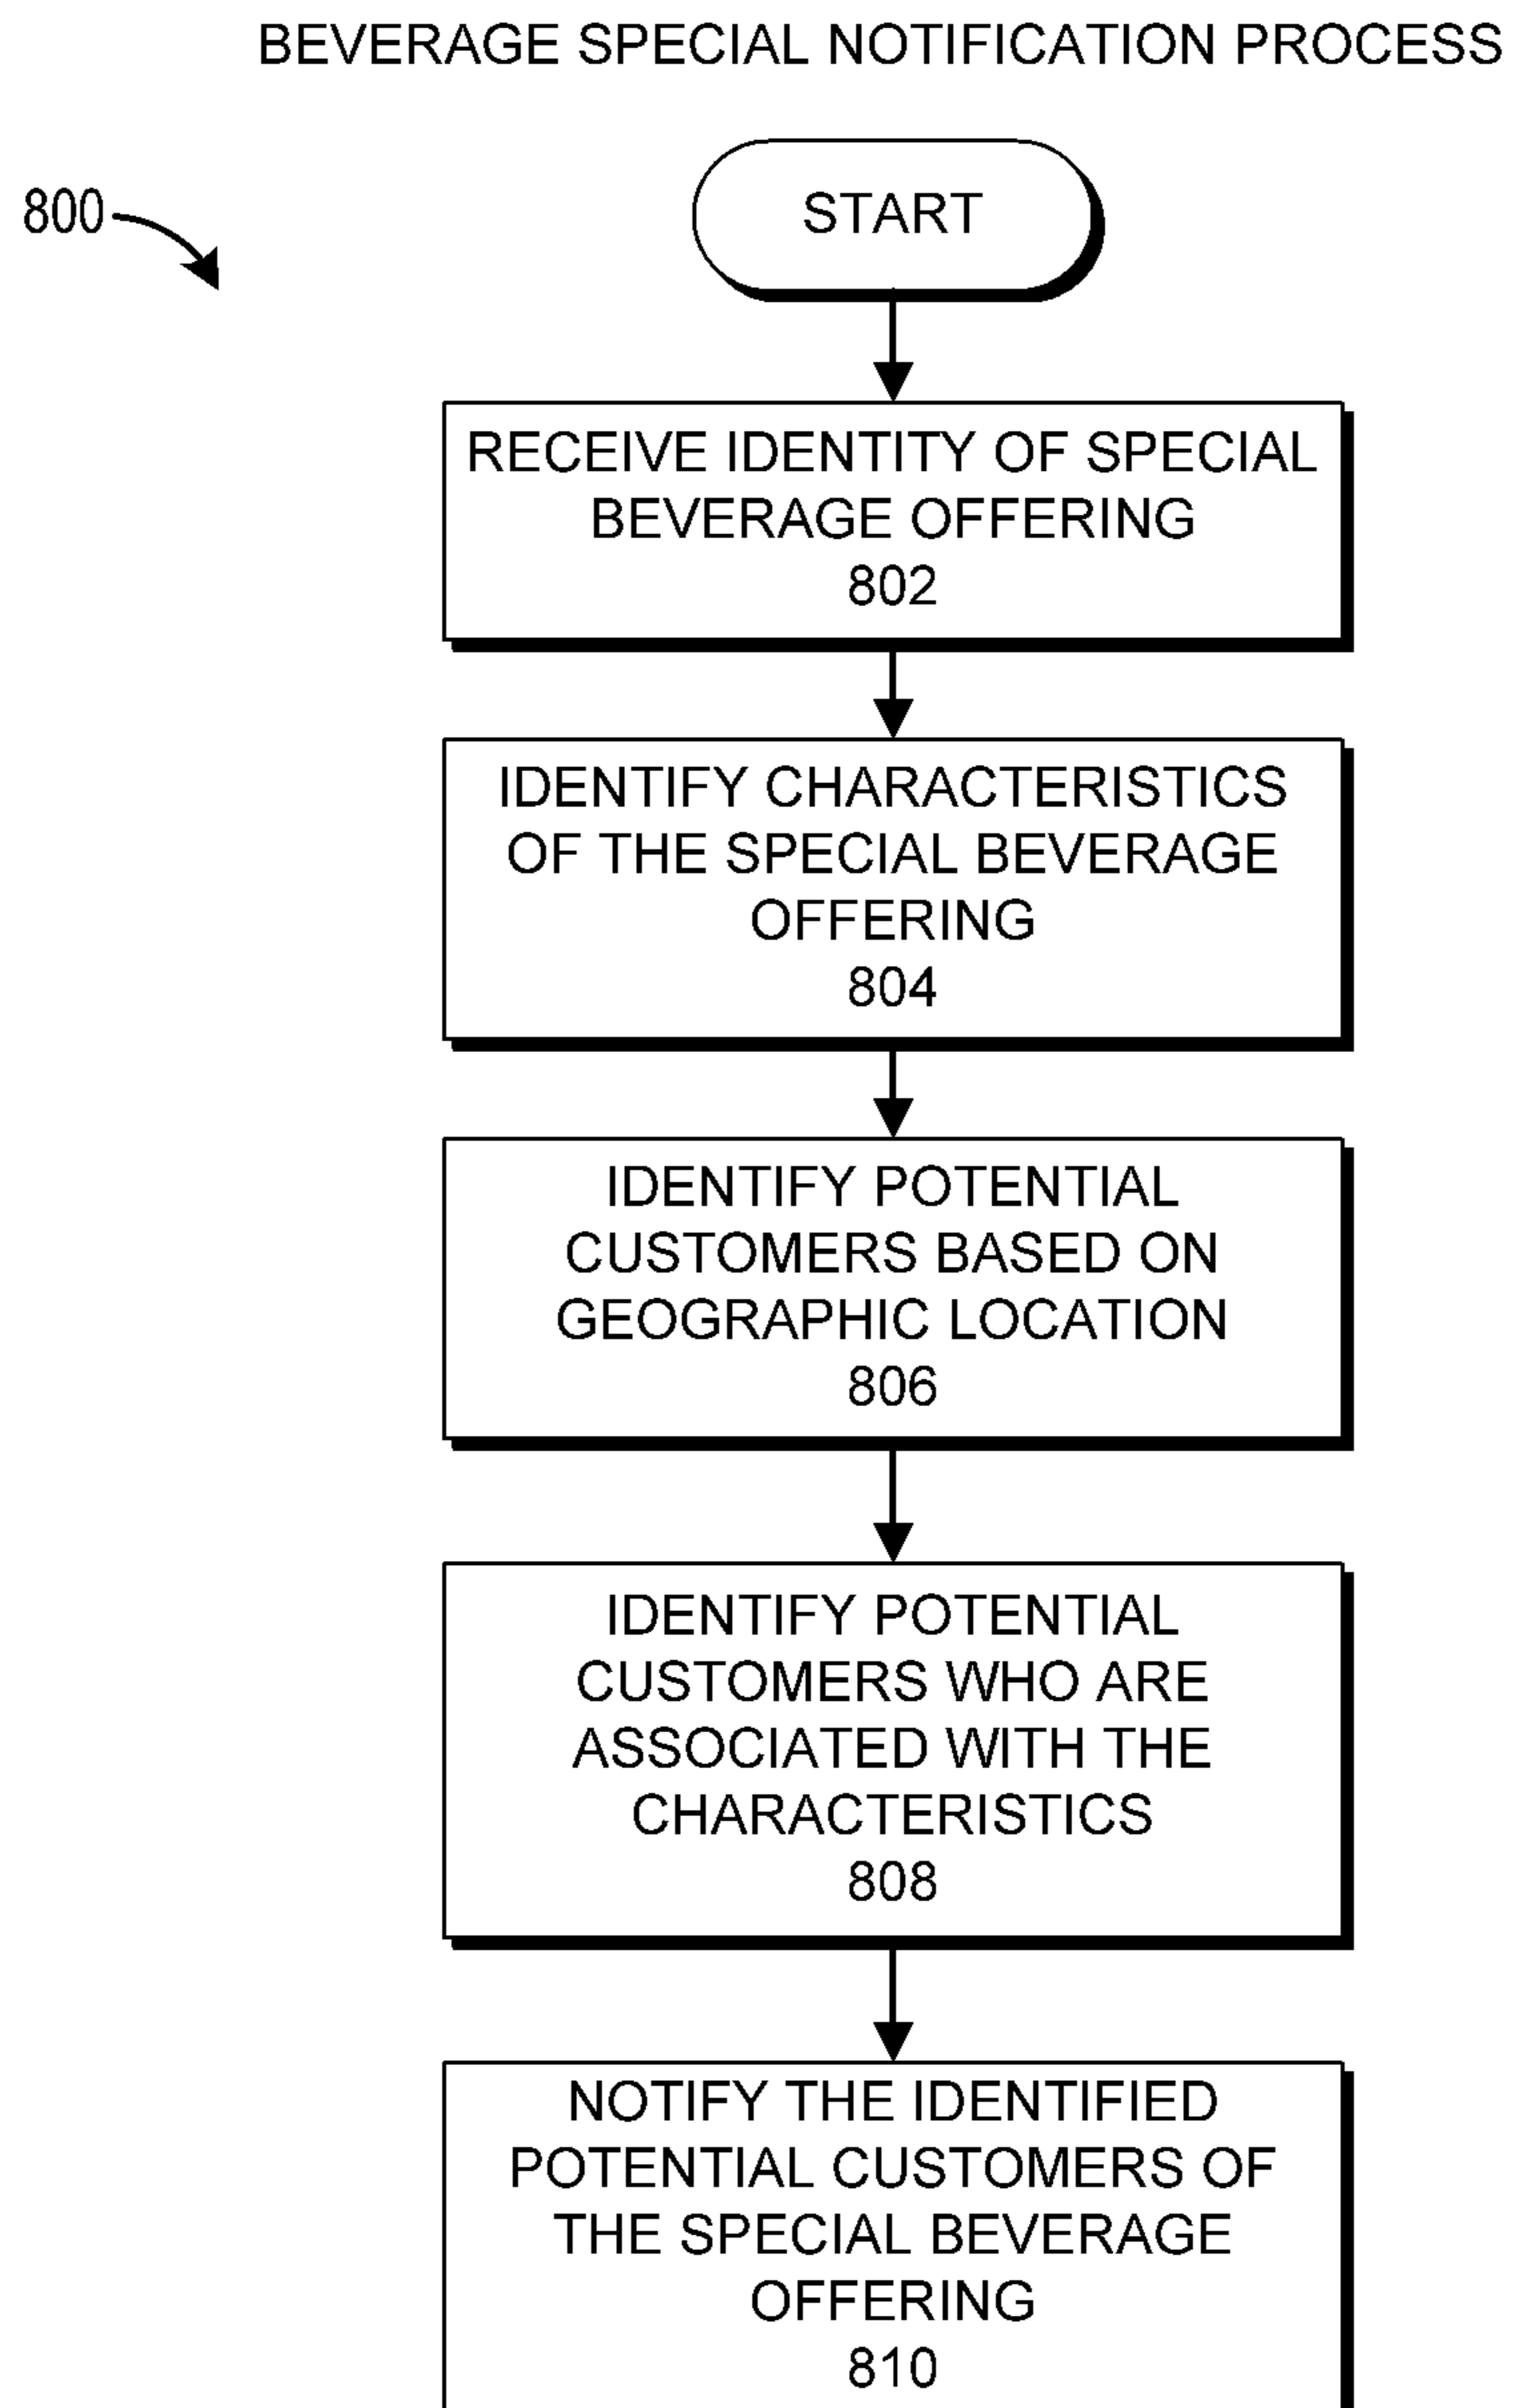 BEVERAGE SPECIAL NOTIFICATION PROCESS
800
START
RECEIVE IDENTITY OF SPECIAL
BEVERAGE OFFERING
802
IDENTIFY CHARACTERISTICS
OF THE SPECIAL BEVERAGE
OFFERING
804
IDENTIFY POTENTIAL
CUSTOMERS BASED ON
GEOGRAPHIC LOCATION
806
IDENTIFY POTENTIAL
CUSTOMERS WHO ARE
ASSOCIATED WITH THE
CHARACTERISTICS
808
NOTIFY THE IDENTIFIED
POTENTIAL CUSTOMERS OF
THE SPECIAL BEVERAGE
OFFERING
810